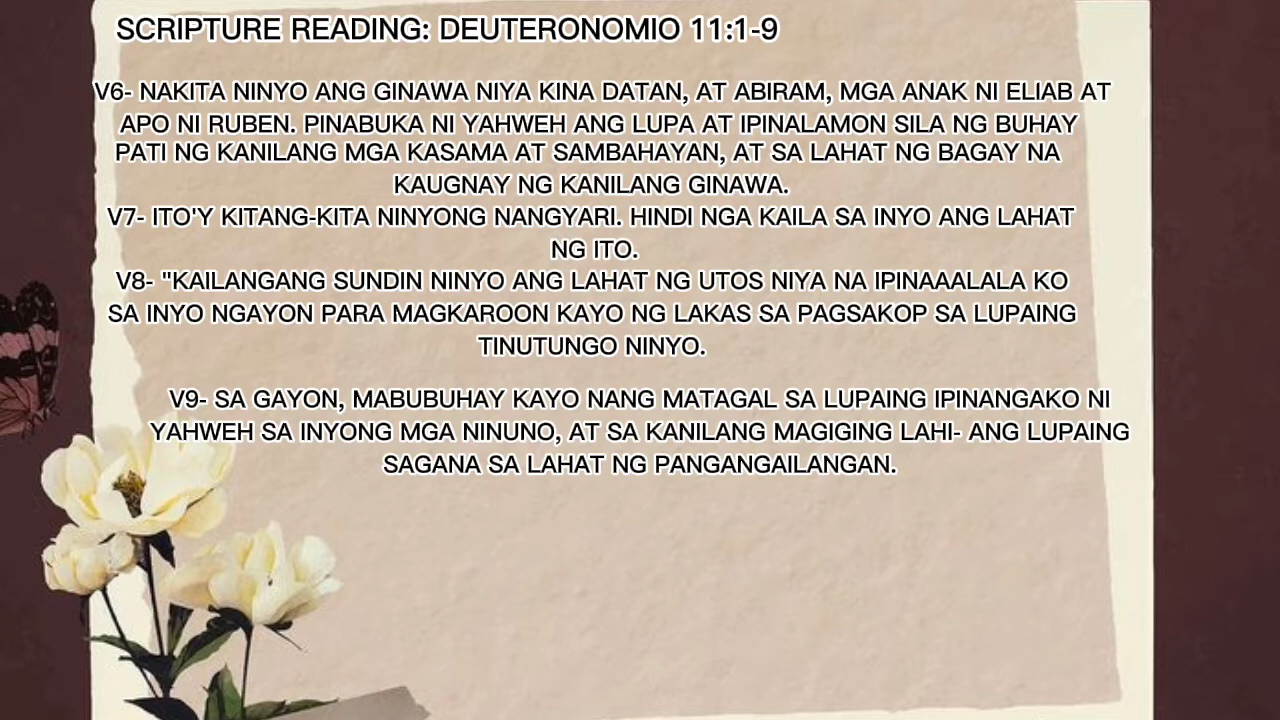 SCRIPTURE READING: DEUTERONOMIO 11:1-9
V6- NAKITA NINYO ANG GINAWA NIYA KINA DATAN, AT ABIRAM, MGA ANAK NI ELIAB AT
APO NI RUBEN. PINABUKA NI YAHWEH ANG LUPA AT IPINALAMON SILA NG BUHAY
PATI NG KANILANG MGA KASAMA AT SAMBAHAYAN, AT SA LAHAT NG BAGAY NA
KAUGNAY NG KANILANG GINAWA.
V7- ITO'Y KITANG-KITA NINYONG NANGYARI. HINDI NGA KAILA SA INYO ANG LAHAT
NG ITO.
V8- "KAILANGANG SUNDIN NINYO ANG LAHAT NG UTOS NIYA NA IPINAAALALA KO
SA INYO NGAYON PARA MAGKAROON KAYO NG LAKAS SA PAGSAKOP SA LUPAING
TINUTUNGO NINYO.
V9- SA GAYON, MABUBUHAY KAYO NANG MATAGAL SA LUPAING IPINANGAKO NI
YAHWEH SA INYONG MGA NINUNO, AT SA KANILANG MAGIGING LAHI- ANG LUPAING
SAGANA SA LAHAT NG PANGANGAILANGAN.